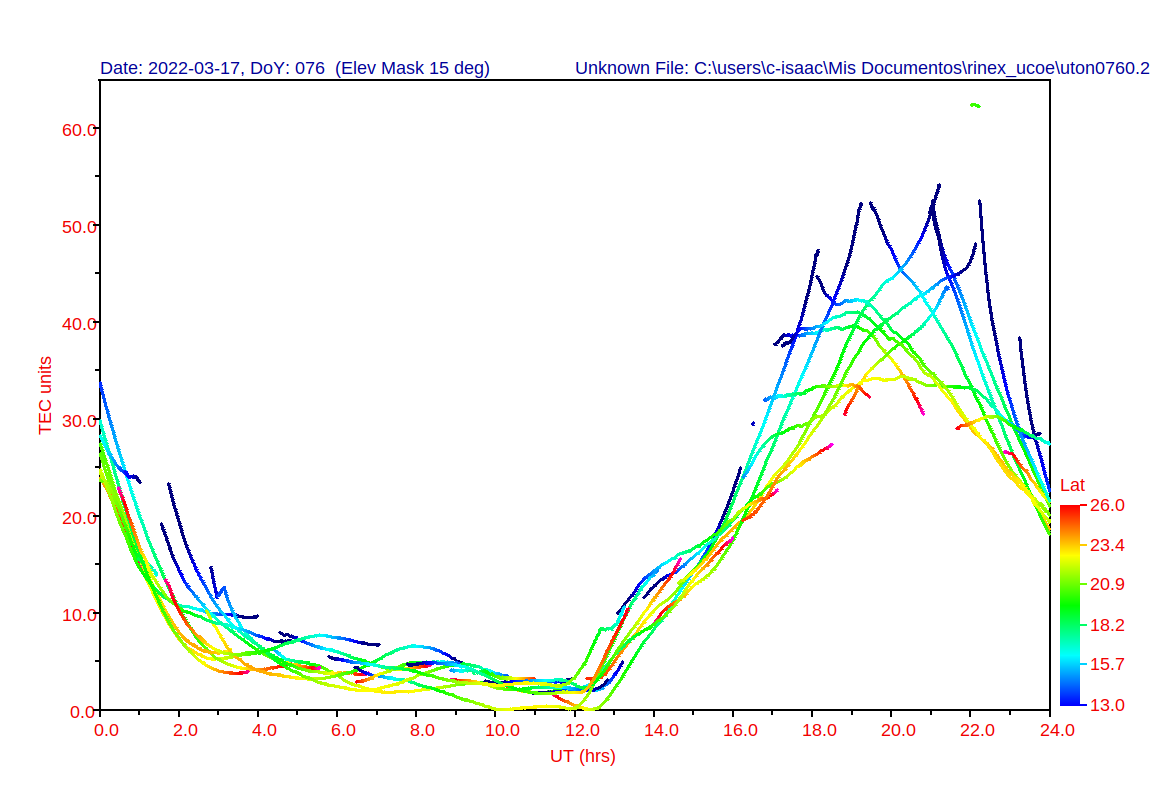 Date: 2022-03-17, DoY: 076  (Elev Mask 15 deg)
Unknown File: C:\users\c-isaac\Mis Documentos\rinex_ucoe\uton0760.2
60.0
50.0
40.0
30.0
20.0
10.0
0.0
TEC units
0.0 2.0 4.0 6.0 8.0 10.0 12.0 14.0 16.0 18.0 20.0 22.0 24.0
UT (hrs)
Lat
26.0
23.4
20.9
18.2
15.7
13.0